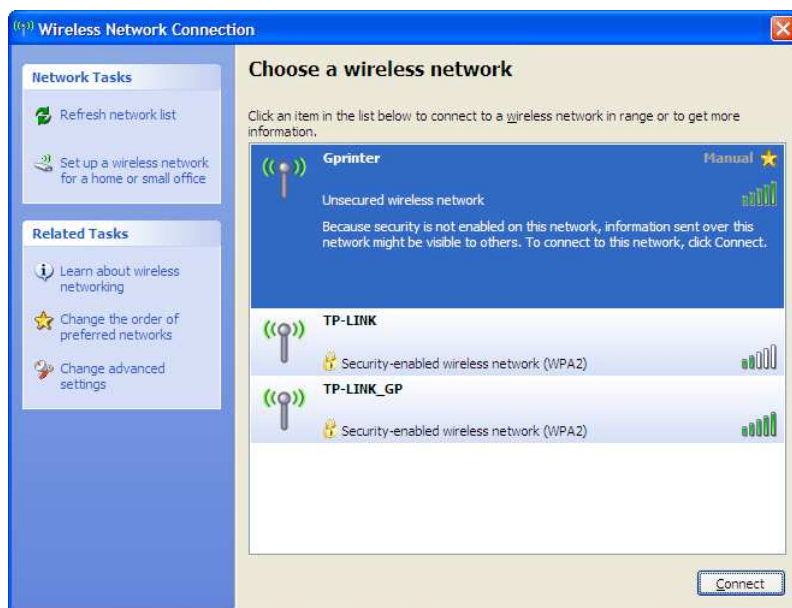 Wireless Network Connection
Network Tasks
Refresh network list
Set up a wireless network
for a home or small office
Related Tasks
Learn about wireless
networking
Change the order of
preferred networks
Change advanced
settings
Choose a wireless network
Click an item in the list below to connect to a wireless network in range or to get more
information.
Gprinter Manual
Unsecured wireless network
Because security is not enabled on this network, information sent over this
network might be visible to others. To connect to this network, click Connect.
TP-LINK
Security-enabled wireless network (WPA2)
TP-LINK_GP
Security-enabled wireless network (WPA2)
Connect